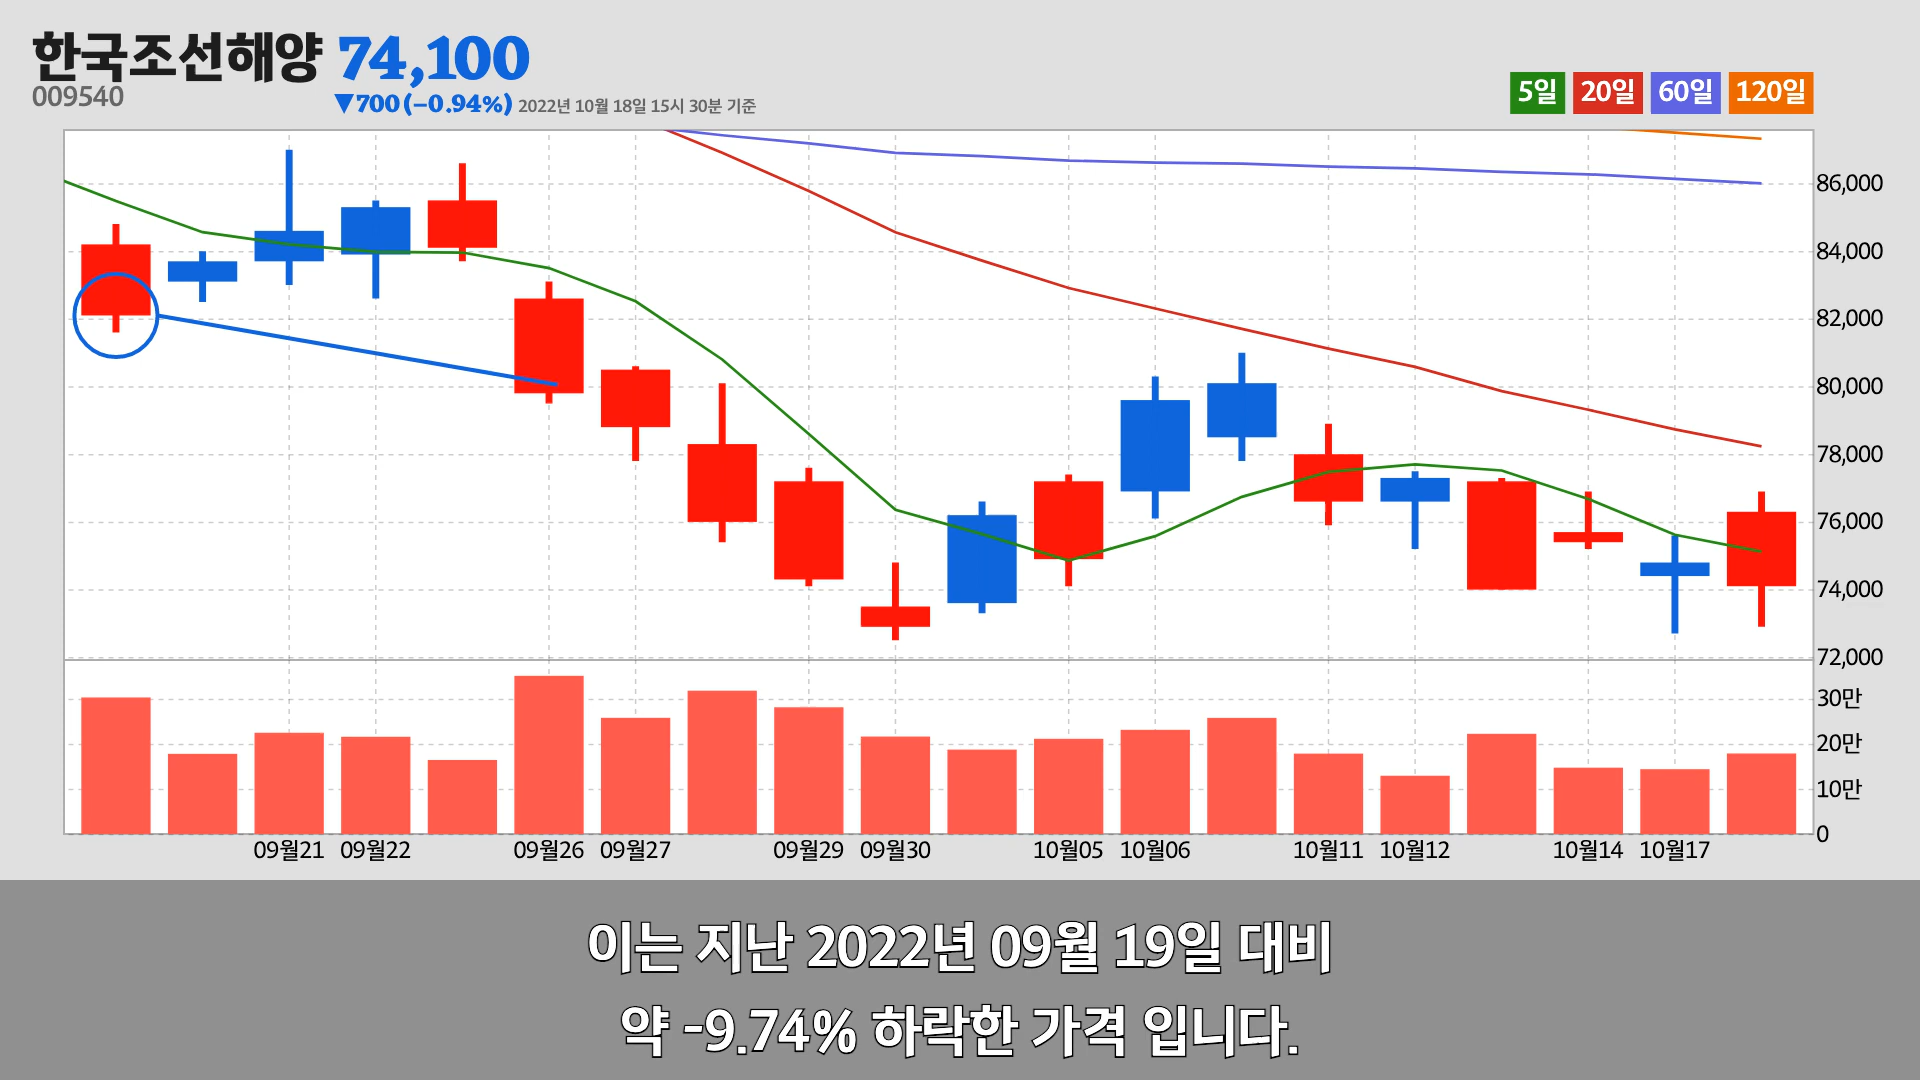 한국조선해양 74,100
009540
▼700 (-0.94%) 2022년 10월 18일 15시 30분 기준
5일 20일 60일 120일
86,000
84,000
82,000
80,000
78,000
76,000
74,000
72,000
30만
20만
10만
0
09월21 09월22 09월26 09월27 09월29 09월30 10월05 10월06 10월11 10월12 10월14 10월17
이는 지난 2022년 09월 19일 대비
약 -9.74% 하락한 가격 입니다.